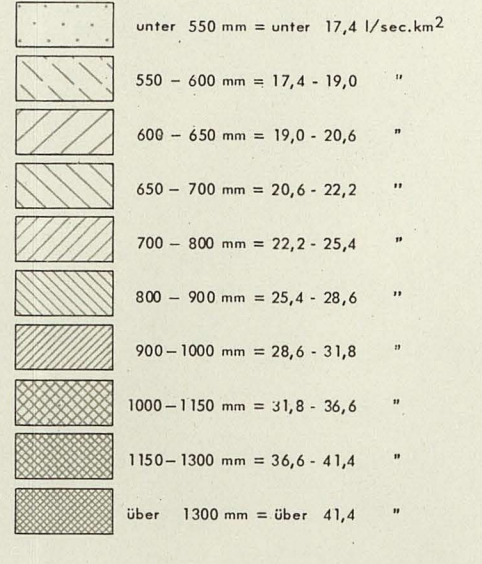 unter 550 mm = unter 17,4 l/sec.km²
550 – 600 mm = 17,4 - 19,0 "
600 – 650 mm = 19,0 - 20,6 "
650 – 700 mm = 20,6 - 22,2 "
700 – 800 mm = 22,2 - 25,4 "
800 – 900 mm = 25,4 - 28,6 "
900 – 1000 mm = 28,6 - 31,8 "
1000 – 1150 mm = 31,8 - 36,6 "
1150 – 1300 mm = 36,6 - 41,4 "
über 1300 mm = über 41,4 "